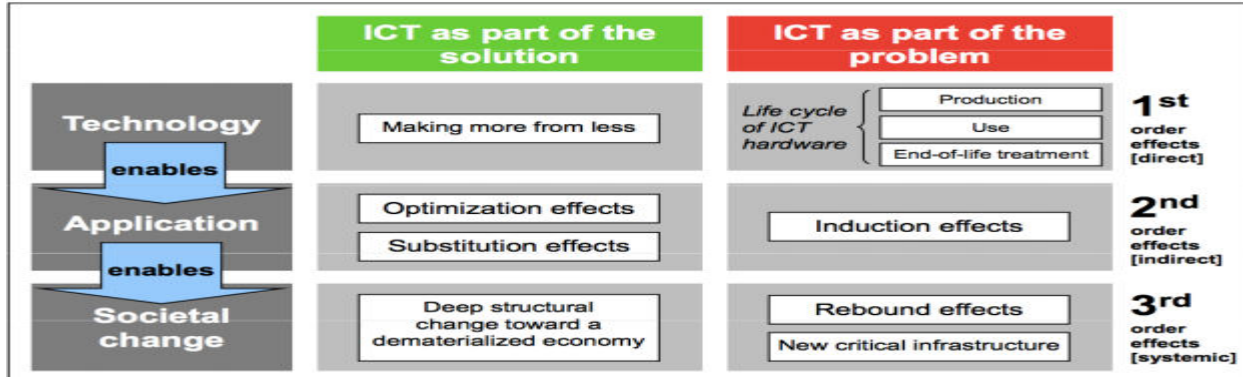 ICT as part of the
solution
ICT as part of the
problem
Technology
Making more from less
Life cycle
of ICT
hardware
Production
Use
End-of-life treatment
1st
order
effects
[direct]
enables
Application
Optimization effects
Substitution effects
Induction effects
2nd
order
effects
[indirect]
enables
Societal
change
Deep structural
change toward a
dematerialized economy
Rebound effects
New critical infrastructure
3rd
order
effects
[systemic]